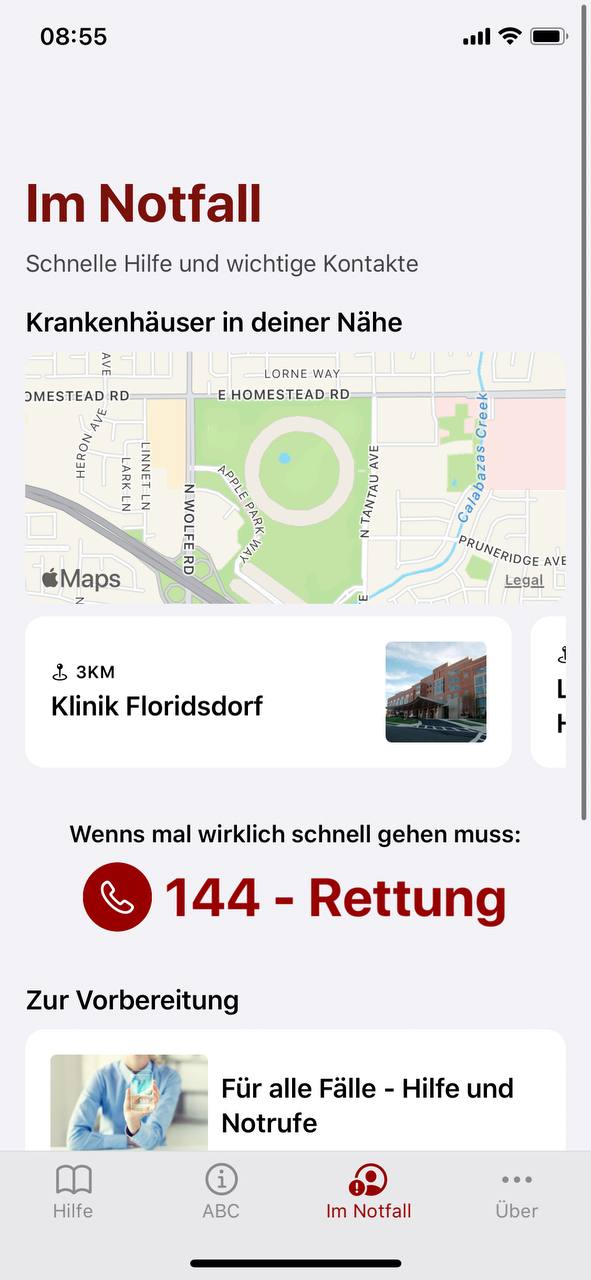 08:55
Im Notfall
Schnelle Hilfe und wichtige Kontakte
Krankenhäuser in deiner Nähe
LORNE WAY
OMESTEAD RD
E HOMESTEAD RD
AVE
HERON AVE
LINNET LN
LARK LN
N WOLFE RD
APPLE PARK WAY
N TANTAU AVE
Calabazas Creek
PRUNERIDGE AVE
Maps
Legal
N
E
3KM
Klinik Floridsdorf
L
H
Wenns mal wirklich schnell gehen muss:
144 - Rettung
Zur Vorbereitung
Für alle Fälle - Hilfe und
Notrufe
Hilfe
ABC
Im Notfall
Über